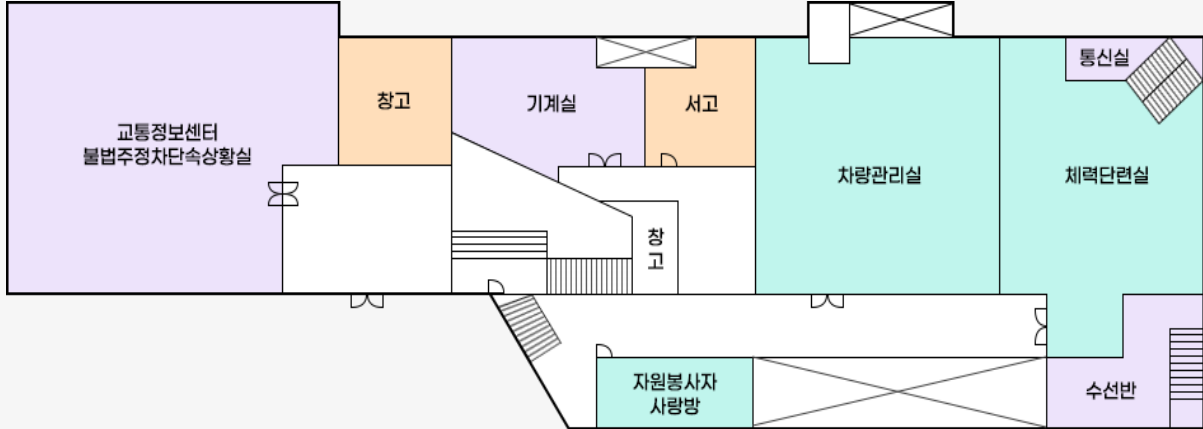 통신실
창고
기계실
서고
교통정보센터
불법주정차단속상황실
차량관리실
체력단련실
창
고
자원봉사자
사랑방
수선반